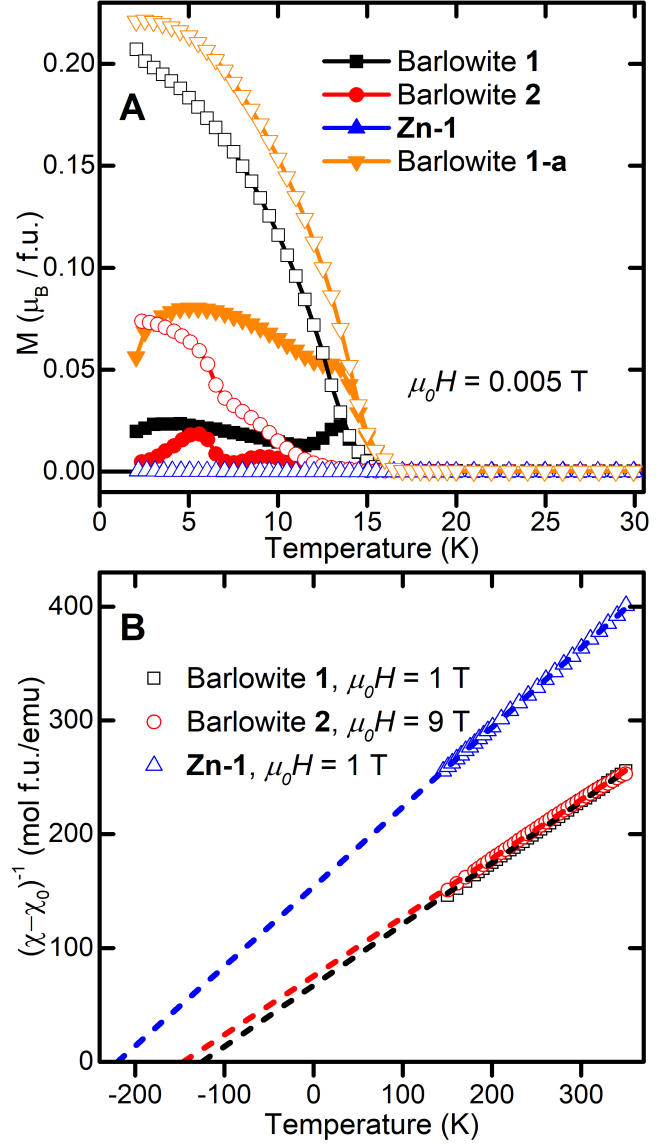 0.20
0.15
0.10
0.05
0.00
M (μB / f.u.)
A
Barlowite 1
Barlowite 2
Zn-1
Barlowite 1-a
μ0H = 0.005 T
0 5 10 15 20 25 30
Temperature (K)
400
300
200
100
0
(χ−χ0)-1 (mol f.u./emu)
B
Barlowite 1, μ0H = 1 T
Barlowite 2, μ0H = 9 T
Zn-1, μ0H = 1 T
-200 -100 0 100 200 300
Temperature (K)